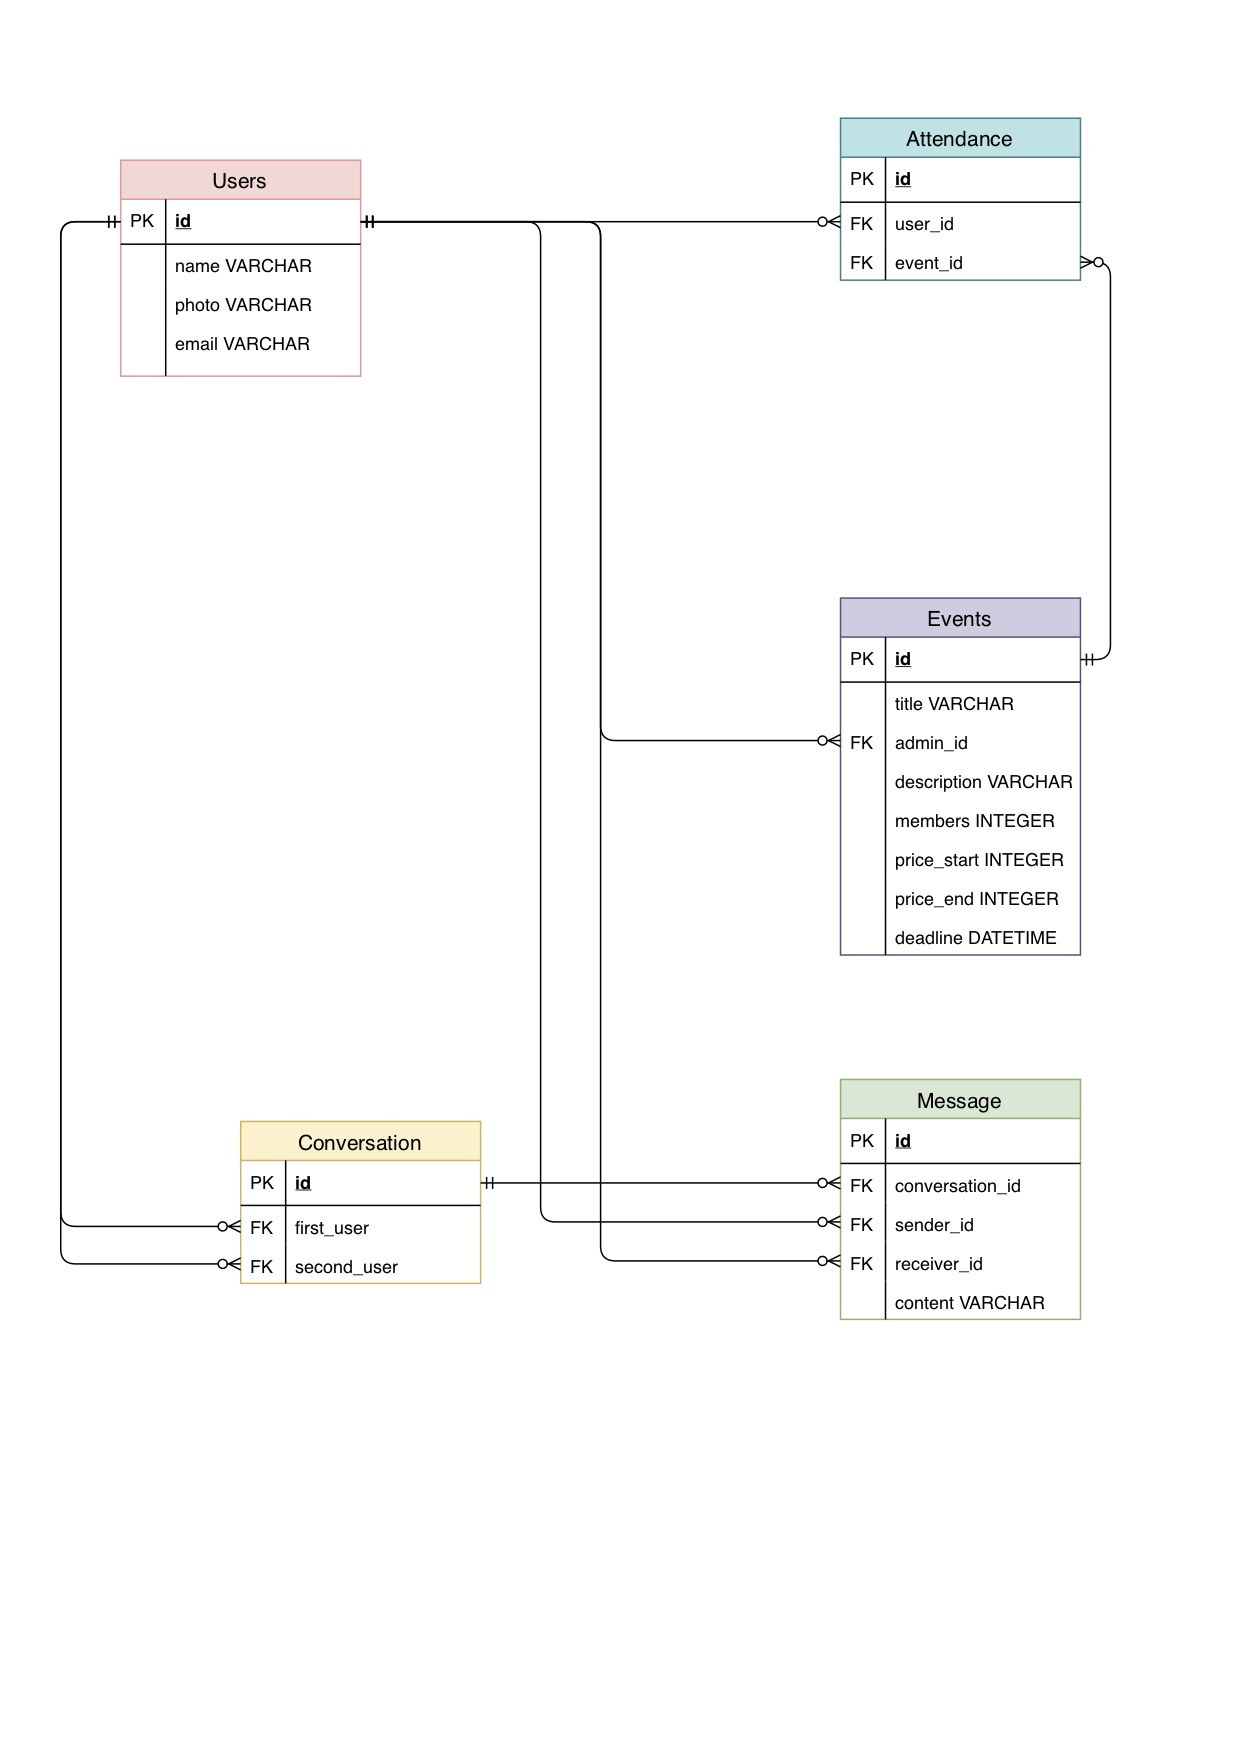 Users
PK id
name VARCHAR
photo VARCHAR
email VARCHAR
Attendance
PK id
FK user_id
FK event_id
Events
PK id
title VARCHAR
FK admin_id
description VARCHAR
members INTEGER
price_start INTEGER
price_end INTEGER
deadline DATETIME
Conversation
PK id
FK first_user
FK second_user
Message
PK id
FK conversation_id
FK sender_id
FK receiver_id
content VARCHAR